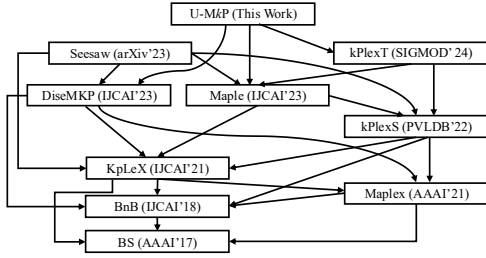 U-MkP (This Work)
Seesaw (arXiv'23)
kPlexT (SIGMOD'24)
DiseMKP (IJCAI'23)
Maple (IJCAI'23)
kPlexS (PVLDB'22)
KpLeX (IJCAI'21)
Maplex (AAAI'21)
BnB (IJCAI'18)
BS (AAAI'17)